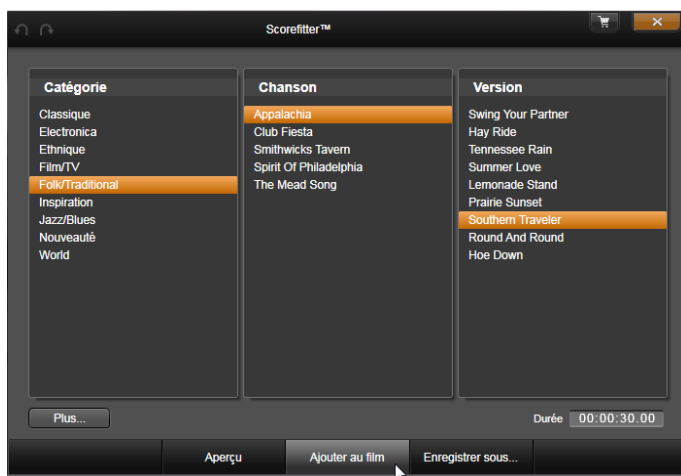 Scorefitter™
Catégorie
Classique
Electronica
Ethnique
Film/TV
Folk/Traditional
Inspiration
Jazz/Blues
Nouveauté
World
Chanson
Appalachia
Club Fiesta
Smithwicks Tavern
Spirit Of Philadelphia
The Mead Song
Version
Swing Your Partner
Hay Ride
Tennessee Rain
Summer Love
Lemonade Stand
Prairie Sunset
Southern Traveler
Round And Round
Hoe Down
Plus...
Durée 00:00:30.00
Aperçu
Ajouter au film
Enregistrer sous...